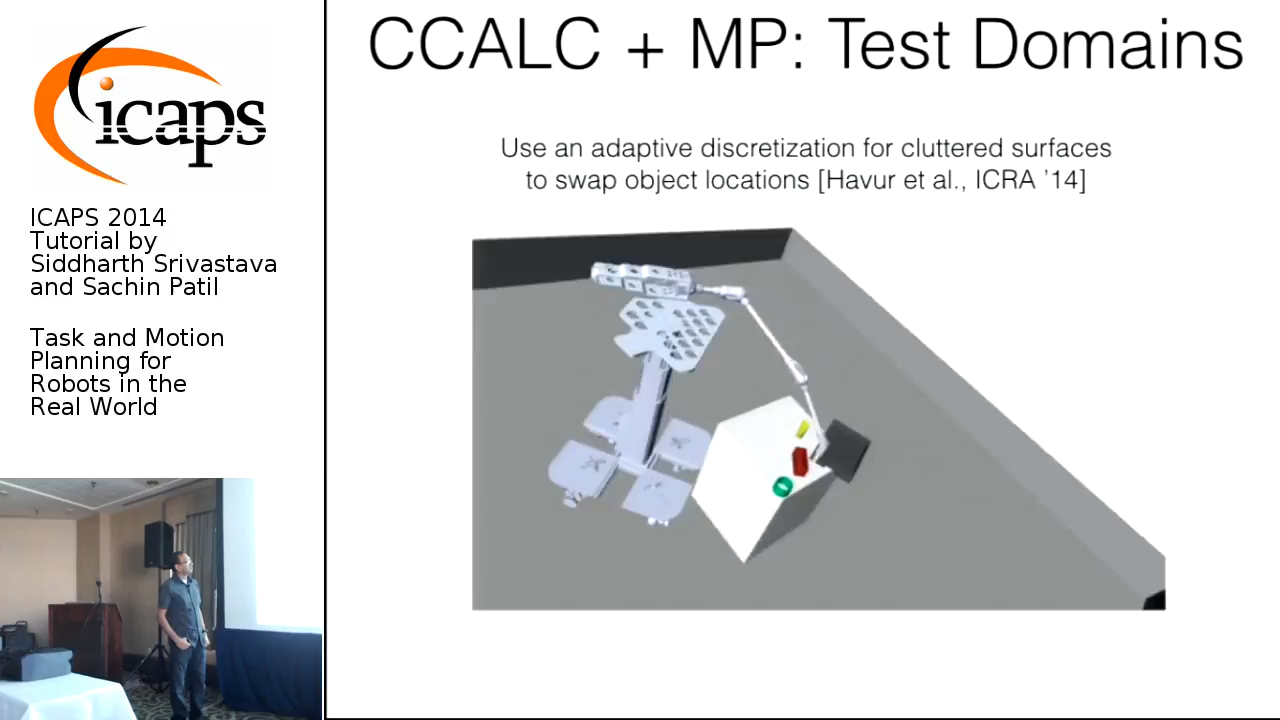 icaps
ICAPS 2014
Tutorial by
Siddharth Srivastava
and Sachin Patil
Task and Motion
Planning for
Robots in the
Real World
CCALC + MP: Test Domains
Use an adaptive discretization for cluttered surfaces
to swap object locations [Havur et al., ICRA ’14]